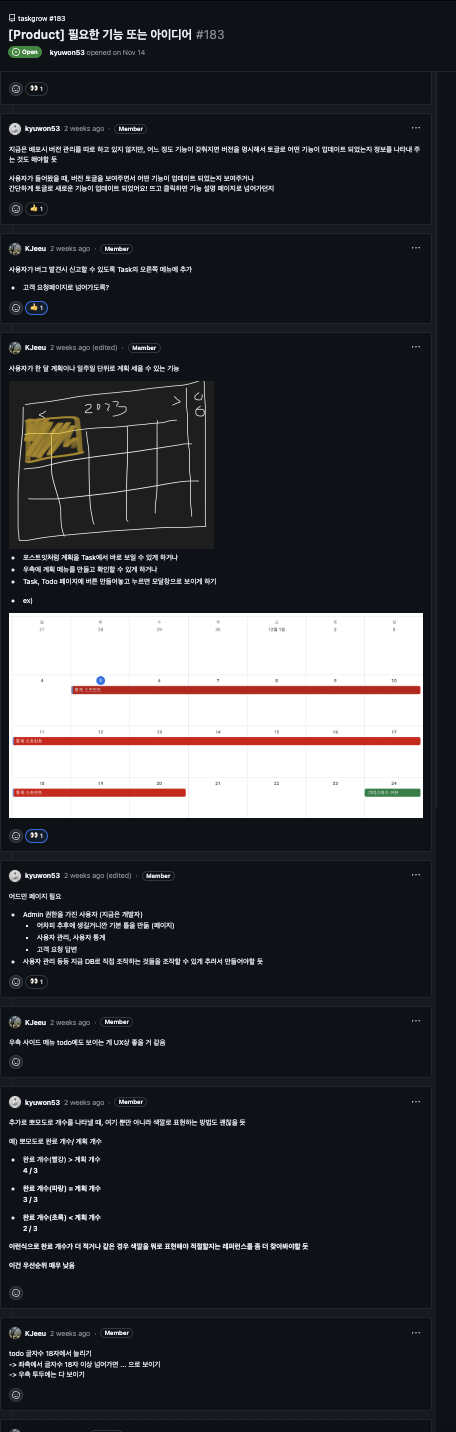 taskgrow #183
[Product] 필요한 기능 또는 아이디어 #183
Open kyuwon53 opened on Nov 14
👀 1
kyuwon53 2 weeks ago · Member
지금은 배포시 버전 관리를 따로 하고 있지 않지만, 어느 정도 기능이 갖춰지면 버전을 명시해서 토글로 어떤 기능이 업데이트 되었는지 정보를 나타내 주
는 것도 해야할 듯
사용자가 들어왔을 때, 버전 토글을 보여주면서 어떤 기능이 업데이트 되었는지 보여주거나
간단하게 토글로 새로운 기능이 업데이트 되었어요! 뜨고 클릭하면 기능 설명 페이지로 넘어가던지
👍 1
KJeeu 2 weeks ago · Member
사용자가 버그 발견시 신고할 수 있도록 Task의 오른쪽 메뉴에 추가
• 고객 요청페이지로 넘어가도록?
👍 1
KJeeu 2 weeks ago (edited) · Member
사용자가 한 달 계획이나 일주일 단위로 계획 세울 수 있는 기능
< 2023 >
• 포스트잇처럼 계획을 Task에서 바로 보일 수 있게 하거나
• 우측에 계획 메뉴를 만들고 확인할 수 있게 하거나
• Task, Todo 페이지에 버튼 만들어놓고 누르면 모달창으로 보이게 하기
• ex)
월 화 수 목 금 토 일
27 28 29 30 12월 1일 2 3
4 5 6 7 8 9 10
11 12 13 14 15 16 17
18 19 20 21 22 23 24
👀 1
kyuwon53 2 weeks ago (edited) · Member
어드민 페이지 필요
• Admin 권한을 가진 사용자 (지금은 개발자)
• 어차피 추후에 생길거니깐 기본 틀을 만듦 (페이지)
• 사용자 관리, 사용자 통계
• 고객 요청 답변
• 사용자 관리 등등 지금 DB로 직접 조작하는 것들을 조작할 수 있게 추려서 만들어야할 듯
👀 1
KJeeu 2 weeks ago · Member
우측 사이드 메뉴 todo에도 보이는 게 UX상 좋을 거 같음
kyuwon53 2 weeks ago · Member
추가로 뽀모도로 개수를 나타낼 때, 여기 뿐만 아니라 색깔로 표현하는 방법도 괜찮을 듯
예) 뽀모도로 완료 개수/ 계획 개수
• 완료 개수(빨강) > 계획 개수
4 / 3
• 완료 개수(파랑) = 계획 개수
3 / 3
• 완료 개수(초록) < 계획 개수
2 / 3
이런식으로 완료 개수가 더 적거나 같은 경우 색깔을 뭐로 표현해야 적절할지는 레퍼런스를 좀 더 찾아봐야할 듯
이건 우선순위 매우 낮음
KJeeu 2 weeks ago · Member
todo 글자수 18자에서 늘리기
-> 좌측에서 글자수 18자 이상 넘어가면 ... 으로 보이기
-> 우측 투두에는 다 보이기